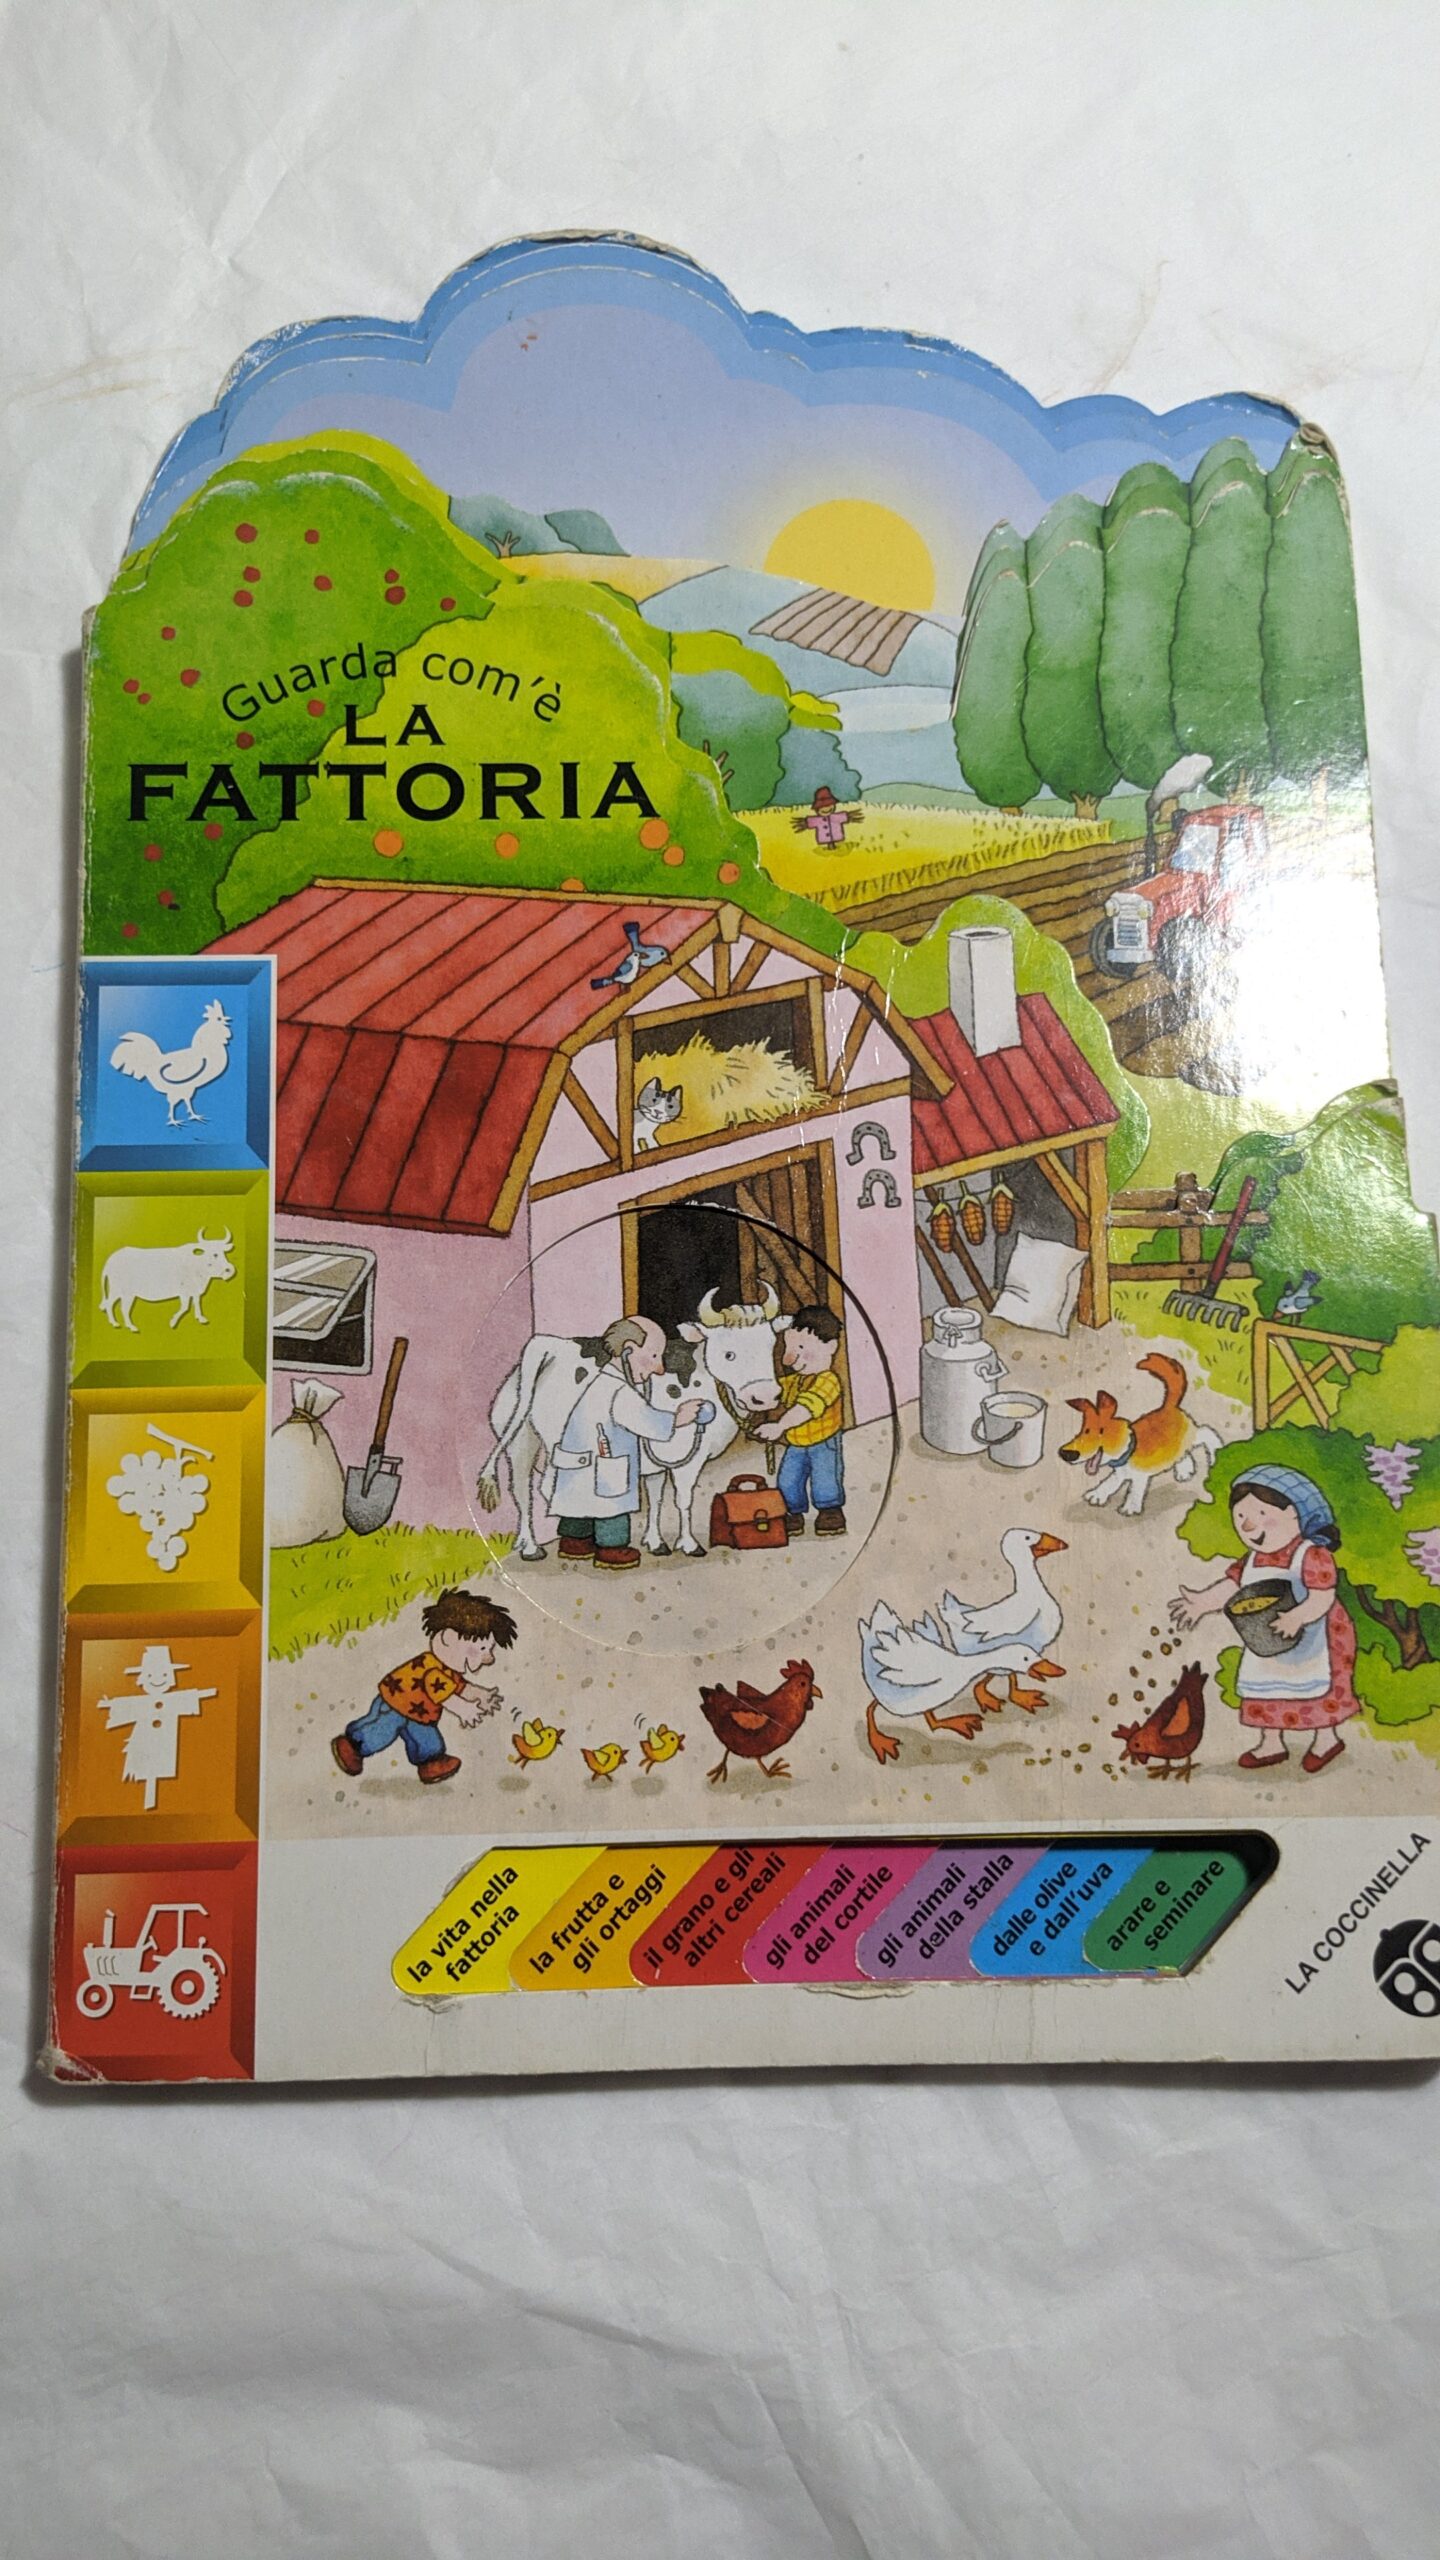 Guarda com'è
LA
FATTORIA
la vita nella
fattoria
la frutta e
gli ortaggi
il grano e gli
altri cereali
gli animali
del cortile
gli animali
della stalla
dalle olive
e dall'uva
arare e
seminare
LA COCCINELLA